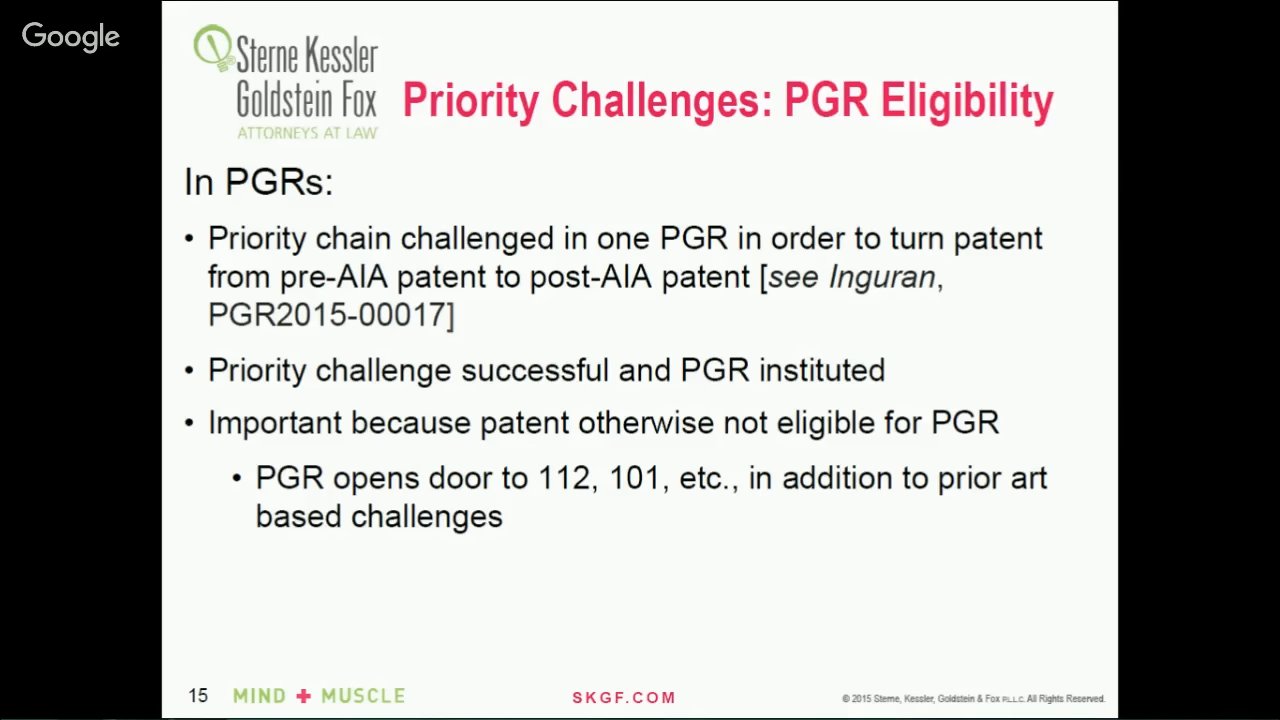 Google
Sterne Kessler
Goldstein Fox
ATTORNEYS AT LAW
Priority Challenges: PGR Eligibility
In PGRs:
• Priority chain challenged in one PGR in order to turn patent
from pre-AIA patent to post-AIA patent [see Inguran,
PGR2015-00017]
• Priority challenge successful and PGR instituted
• Important because patent otherwise not eligible for PGR
• PGR opens door to 112, 101, etc., in addition to prior art
based challenges
15 MIND + MUSCLE
SKGF.COM
© 2015 Sterne, Kessler, Goldstein & Fox P.L.L.C. All Rights Reserved.